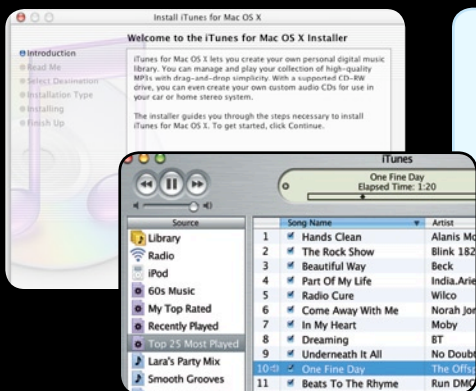 Install iTunes for Mac OS X
Welcome to the iTunes for Mac OS X Installer
Introduction
Read Me
Select Destination
Installation Type
Installing
Finish Up
iTunes for Mac OS X lets you create your own personal digital music
library. You can manage and play your collection of high-quality
MP3s with drag-and-drop simplicity. With a supported CD-RW
drive, you can even create your own custom audio CDs for use in
your car or home stereo system.
The installer guides you through the steps necessary to install
iTunes for Mac OS X. To get started, click Continue.
iTunes
One Fine Day
Elapsed Time: 1:20
Source
Library
Radio
iPod
60s Music
My Top Rated
Recently Played
Top 25 Most Played
Lara's Party Mix
Smooth Grooves
Song Name Artist
1 Hands Clean Alanis Mo
2 The Rock Show Blink 182
3 Beautiful Way Beck
4 Part Of My Life India.Arie
5 Radio Cure Wilco
6 Come Away With Me Norah Jon
7 In My Heart Moby
8 Dreaming BT
9 Underneath It All No Doubt
10 One Fine Day The Offsp
11 Beats To The Rhyme Run DMC